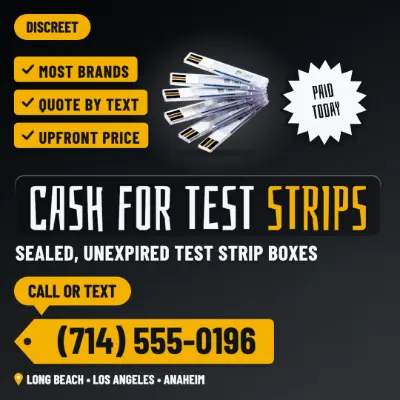 DISCREET
MOST BRANDS
QUOTE BY TEXT
UPFRONT PRICE
PAID
TODAY
CASH FOR TEST STRIPS
SEALED, UNEXPIRED TEST STRIP BOXES
CALL OR TEXT
(714) 555-0196
LONG BEACH • LOS ANGELES • ANAHEIM